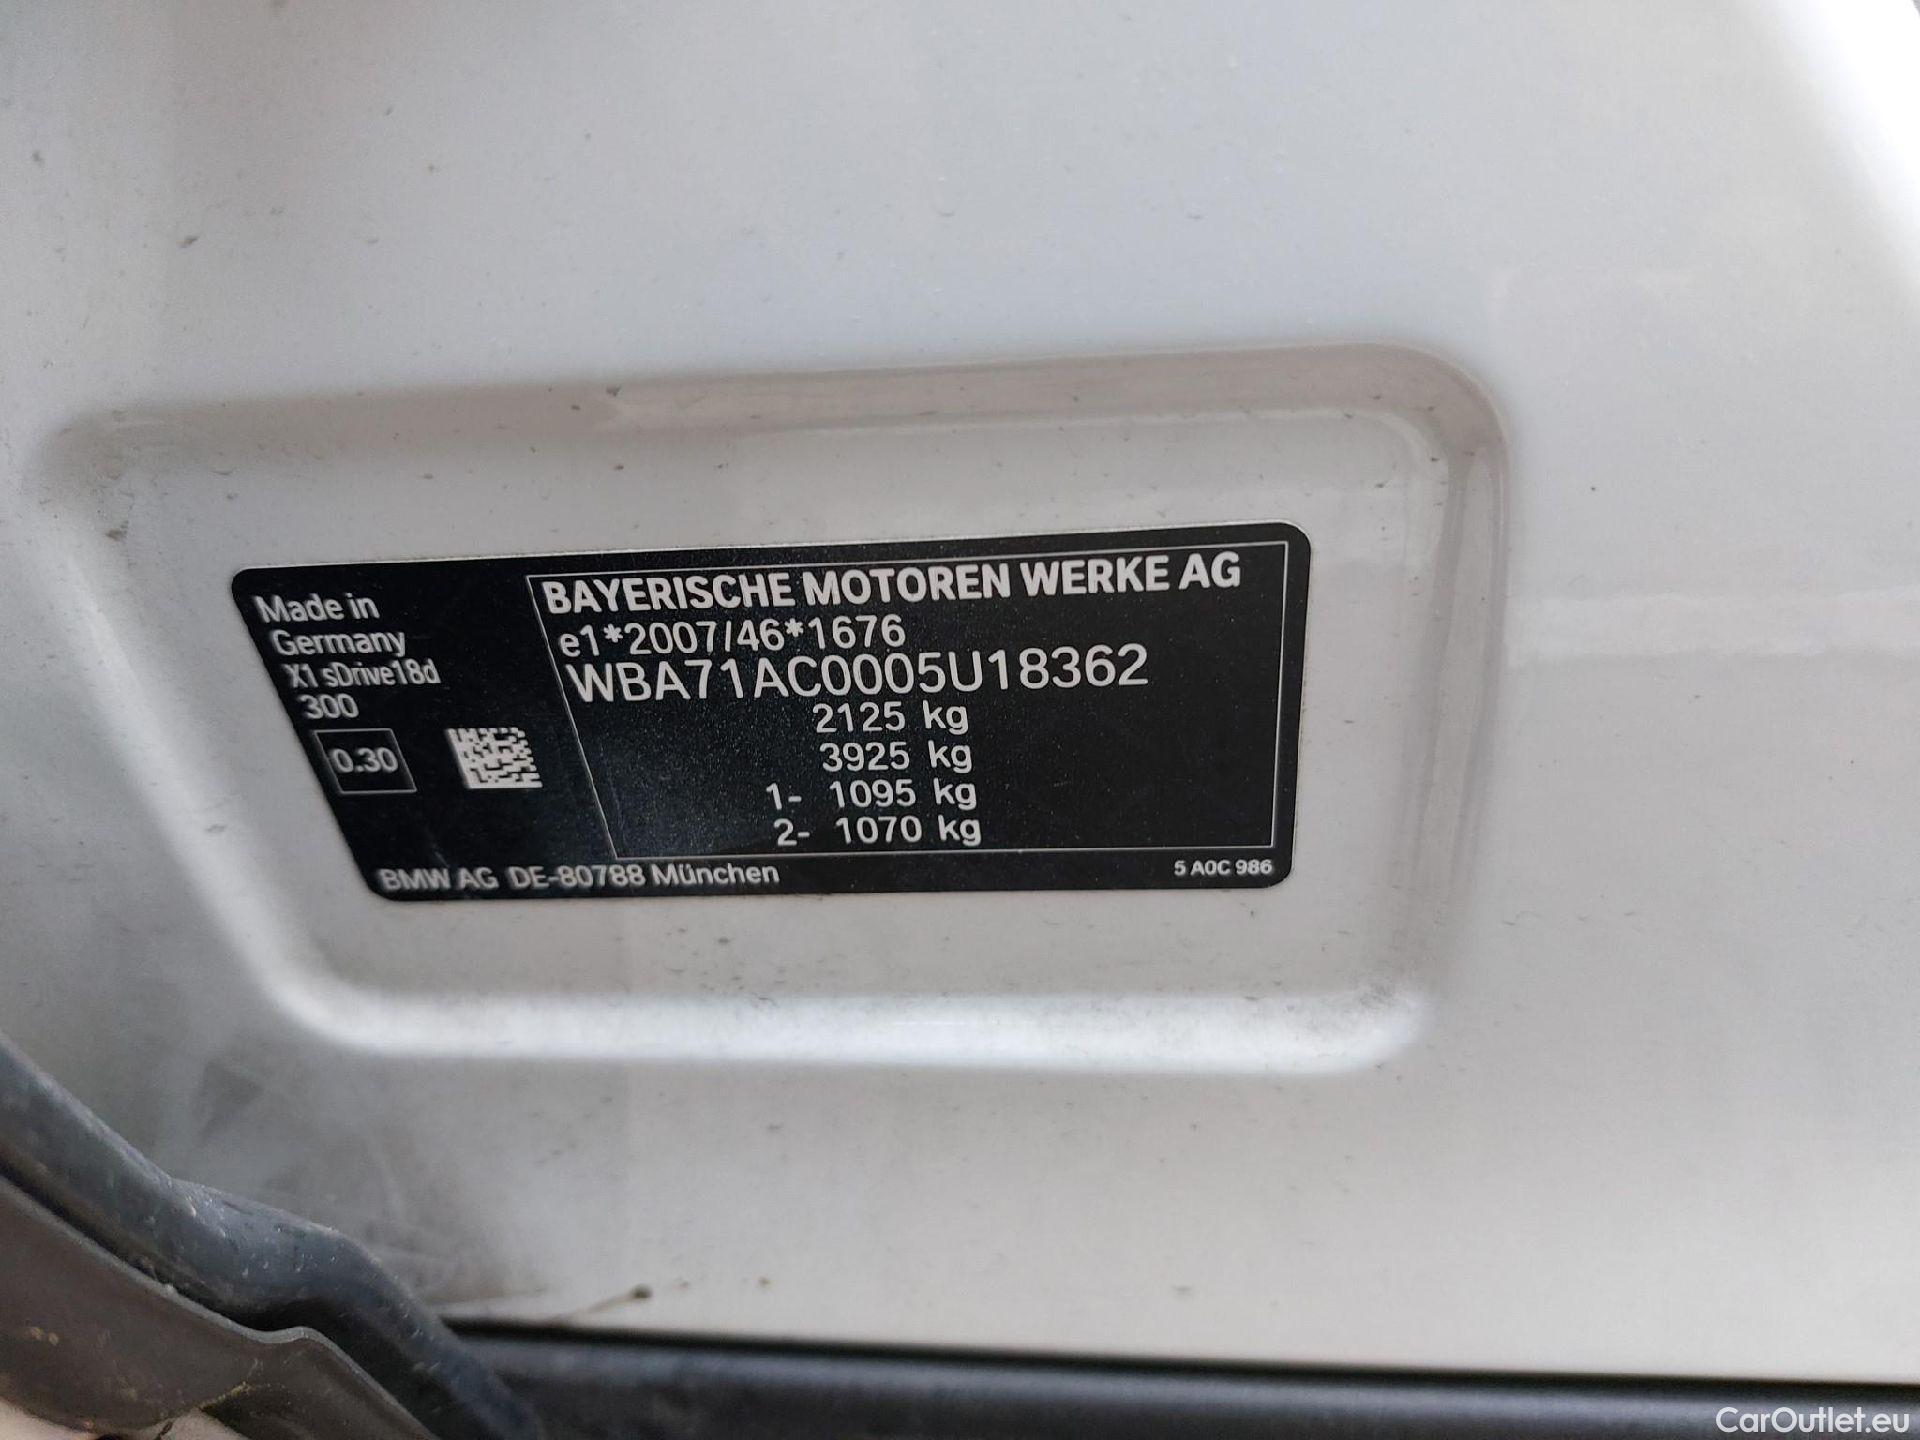 Made in
Germany
X1 sDrive18d
300
0.30
BAYERISCHE MOTOREN WERKE AG
e1*2007/46*1676
WBA71AC0005U18362
2125 kg
3925 kg
1- 1095 kg
2- 1070 kg
BMW AG DE-80788 München
5 A0C 986
CarOutlet.eu